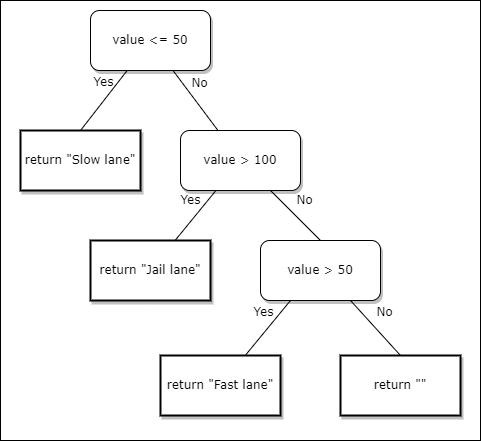 value <= 50
Yes
No
return "Slow lane"
value > 100
Yes
No
return "Jail lane"
value > 50
Yes
No
return "Fast lane"
return ""